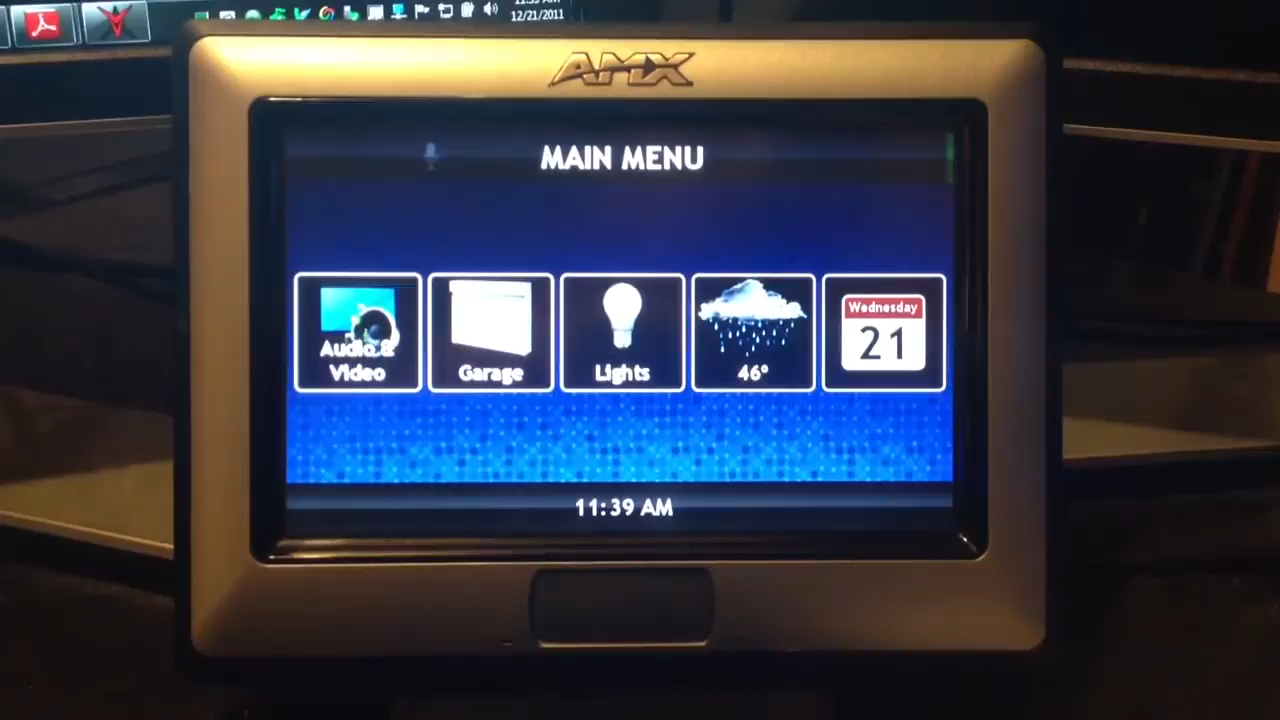 12/21/2011
AMX
MAIN MENU
Audio &
Video
Garage
Lights
46°
Wednesday
21
11:39 AM